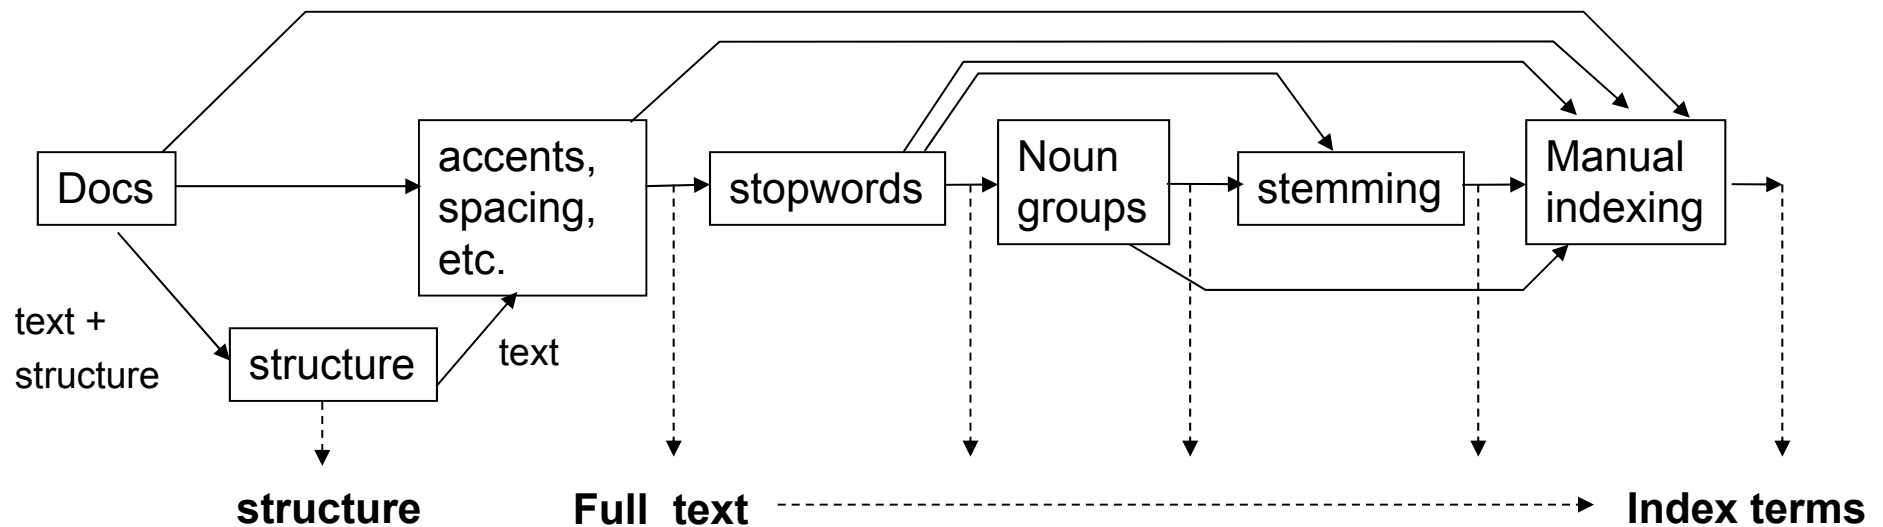 Docs
accents,
spacing,
etc.
stopwords
Noun
groups
stemming
Manual
indexing
text +
structure
structure
text
structure
Full text
Index terms